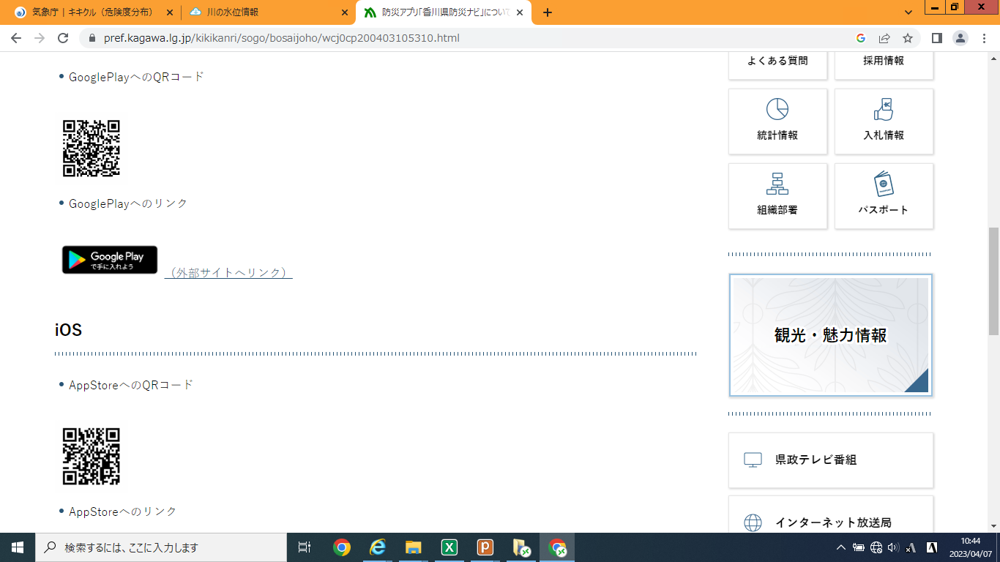 気象庁 | キキクル（危険度分布）
川の水位情報
防災アプリ「香川県防災ナビ」について
pref.kagawa.lg.jp/kikikanri/sogo/bosaijoho/wcj0cp200403105310.html
GooglePlayへのQRコード
GooglePlayへのリンク
Google Play
で手に入れよう
（外部サイトへリンク）
iOS
AppStoreへのQRコード
AppStoreへのリンク
よくある質問
採用情報
統計情報
入札情報
組織部署
パスポート
観光・魅力情報
県政テレビ番組
インターネット放送局
検索するには、ここに入力します
A
10:44
2023/04/07